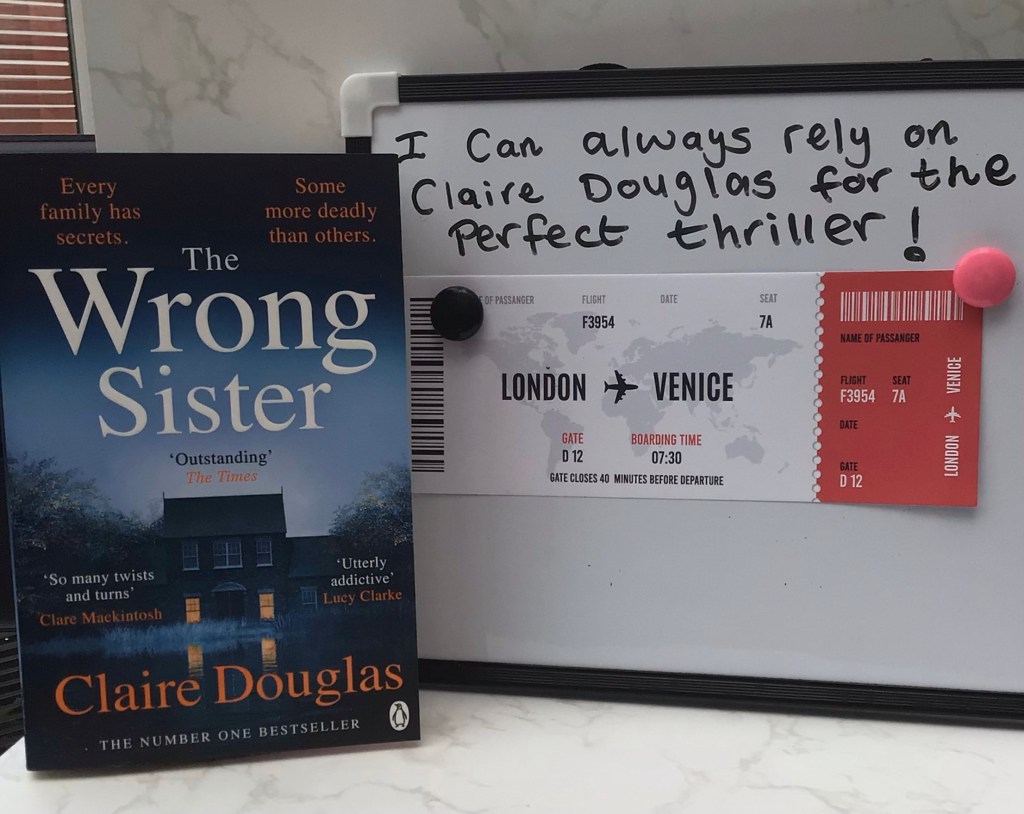 Every
family has
secrets.
Some
more deadly
than others.
The
Wrong
Sister
‘Outstanding’
The Times
‘So many twists
and turns’
Clare Mackintosh
‘Utterly
addictive’
Lucy Clarke
Claire Douglas
THE NUMBER ONE BESTSELLER
I Can always rely on
Claire Douglas for the
Perfect thriller!
OF PASSENGER FLIGHT DATE SEAT
F3954 7A
LONDON VENICE
GATE BOARDING TIME
D 12 07:30
GATE CLOSES 40 MINUTES BEFORE DEPARTURE
NAME OF PASSANGER
FLIGHT SEAT
F3954 7A
DATE
GATE
D 12
LONDON VENICE